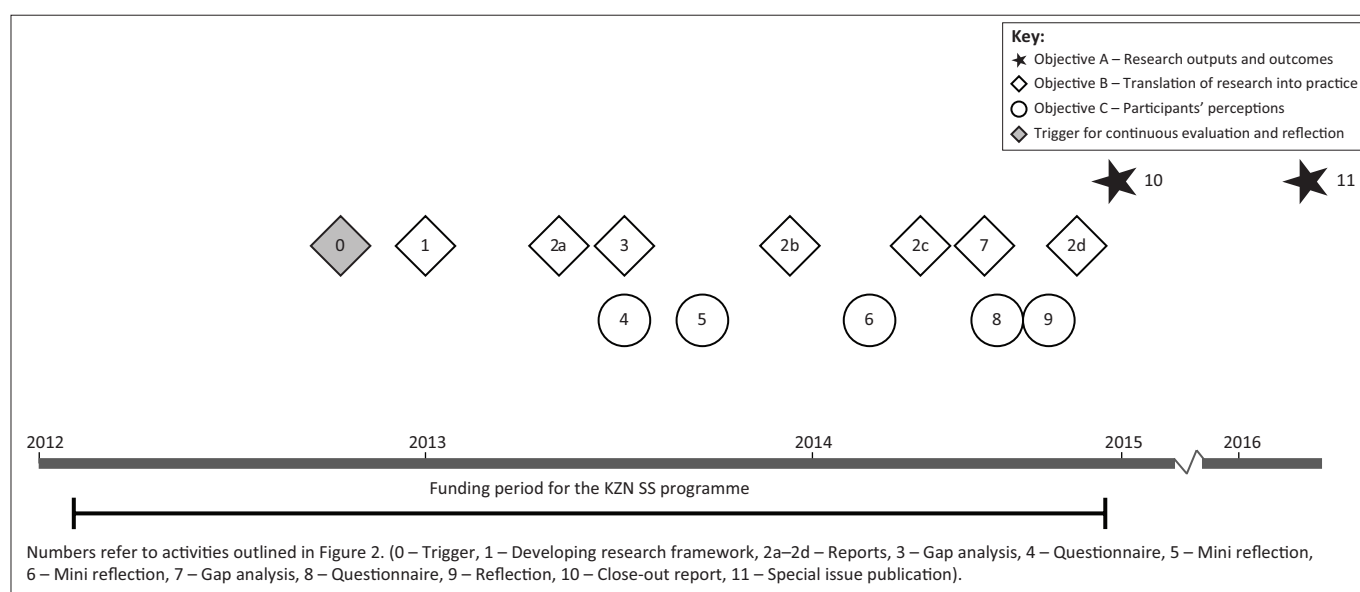 Key:
Objective A – Research outputs and outcomes
Objective B – Translation of research into practice
Objective C – Participants' perceptions
Trigger for continuous evaluation and reflection
10 11
0 1 2a 3 2b 2c 7 2d
4 5 6 8 9
2012 2013 2014 2015 2016
Funding period for the KZN SS programme
Numbers refer to activities outlined in Figure 2. (0 – Trigger, 1 – Developing research framework, 2a–2d – Reports, 3 – Gap analysis, 4 – Questionnaire, 5 – Mini reflection,
6 – Mini reflection, 7 – Gap analysis, 8 – Questionnaire, 9 – Reflection, 10 – Close-out report, 11 – Special issue publication).